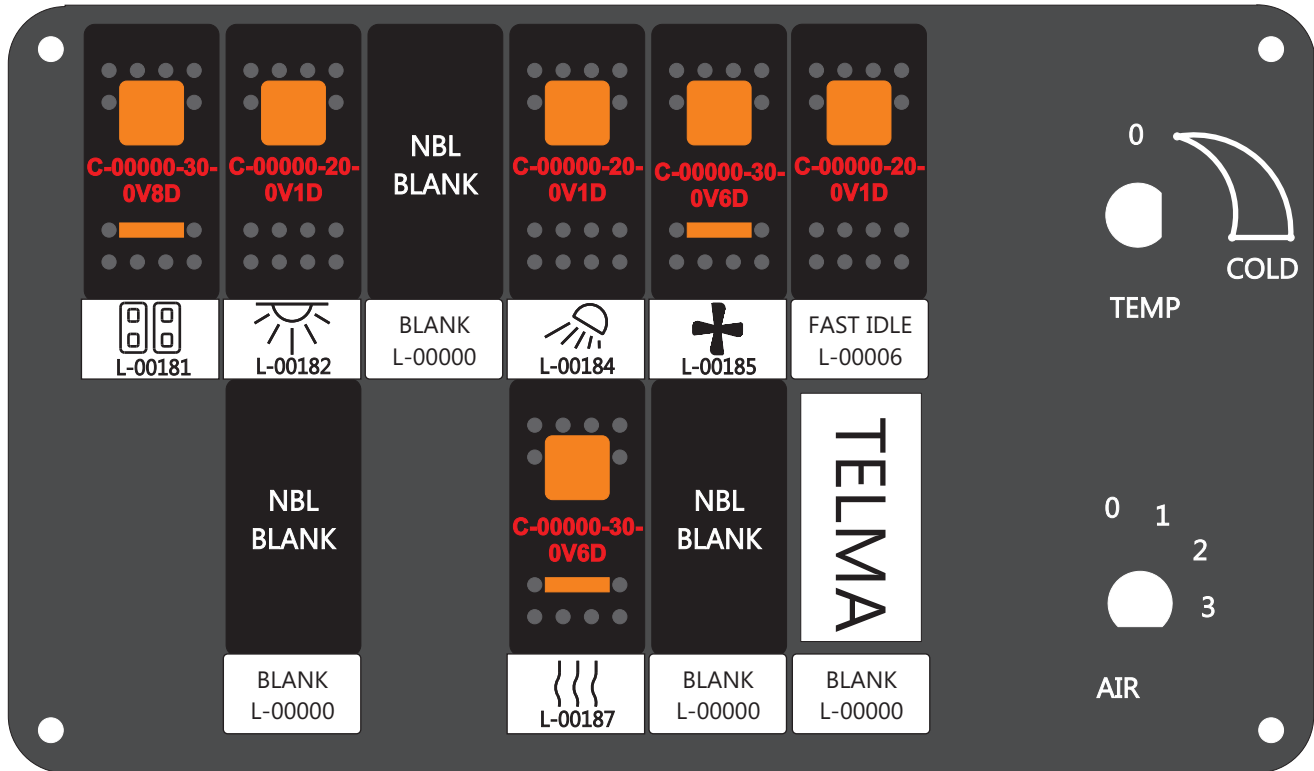 C-00000-30-
0V8D
L-00181
C-00000-20-
0V1D
L-00182
NBL
BLANK
BLANK
L-00000
C-00000-20-
0V1D
L-00184
C-00000-30-
0V6D
L-00185
C-00000-20-
0V1D
FAST IDLE
L-00006
0
COLD
TEMP
NBL
BLANK
BLANK
L-00000
C-00000-30-
0V6D
L-00187
NBL
BLANK
BLANK
L-00000
TELMA
BLANK
L-00000
0
1
2
3
AIR